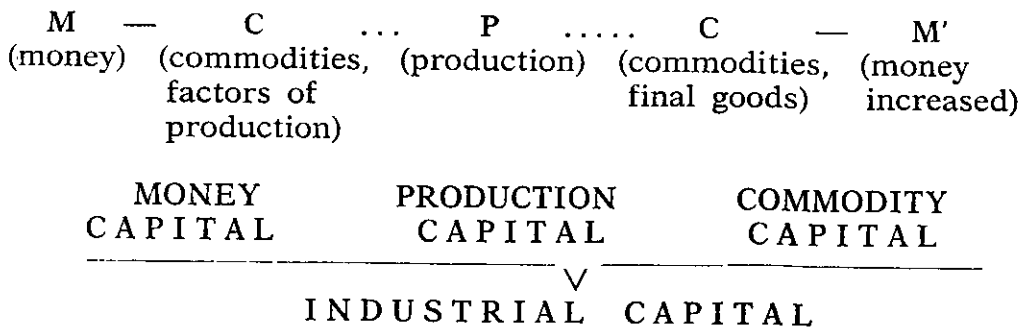 M — C ... P ..... C — M'
(money) (commodities, (production) (commodities, (money
factors of final goods) increased)
production)
MONEY PRODUCTION COMMODITY
CAPITAL CAPITAL CAPITAL
INDUSTRIAL CAPITAL